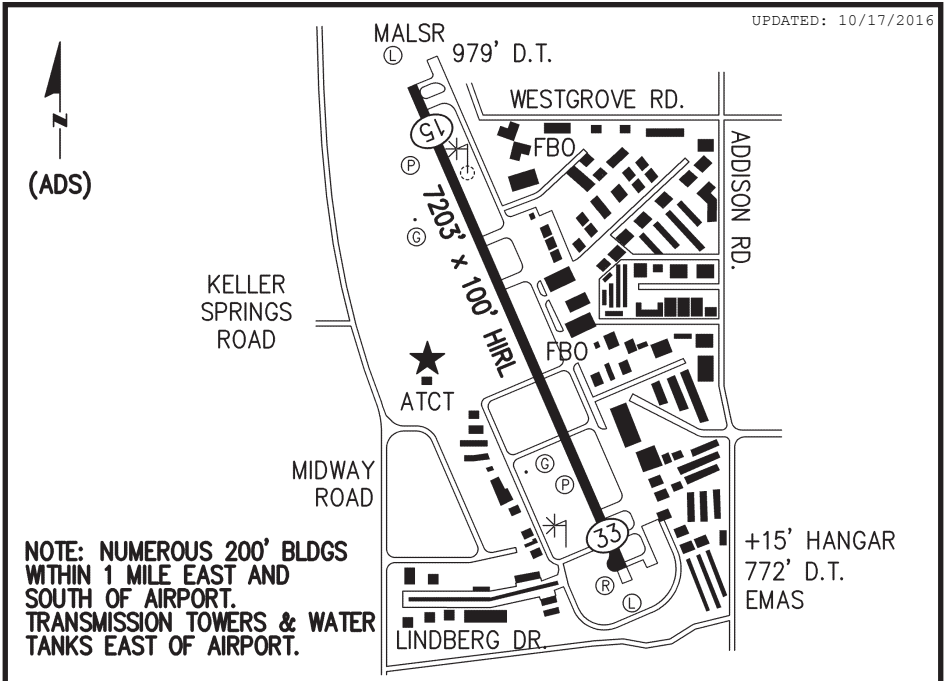 UPDATED: 10/17/2016
MALSR
L
979' D.T.
WESTGROVE RD.
N
15
FBO
ADDISON RD.
P
(ADS)
7203' x 100' HIRL
G
KELLER
SPRINGS
ROAD
FBO
ATCT
MIDWAY
ROAD
G
P
33
+15' HANGAR
772' D.T.
EMAS
NOTE: NUMEROUS 200' BLDGS
WITHIN 1 MILE EAST AND
SOUTH OF AIRPORT.
TRANSMISSION TOWERS & WATER
TANKS EAST OF AIRPORT.
R
L
LINDBERG DR.